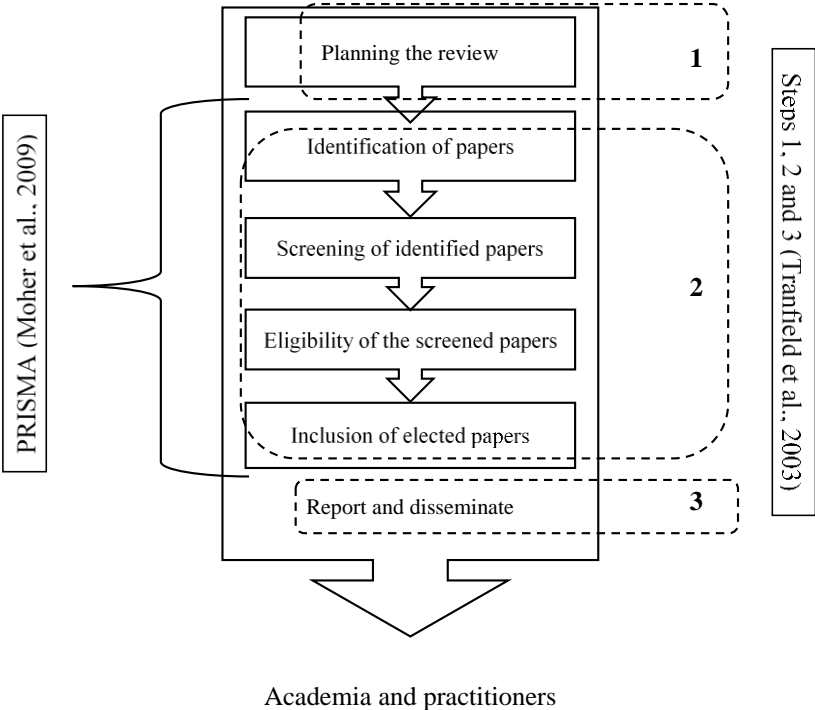 Planning the review
1
PRISMA (Moher et al., 2009)
Identification of papers
Screening of identified papers
2
Eligibility of the screened papers
Inclusion of elected papers
Report and disseminate
3
Steps 1, 2 and 3 (Tranfield et al., 2003)
Academia and practitioners